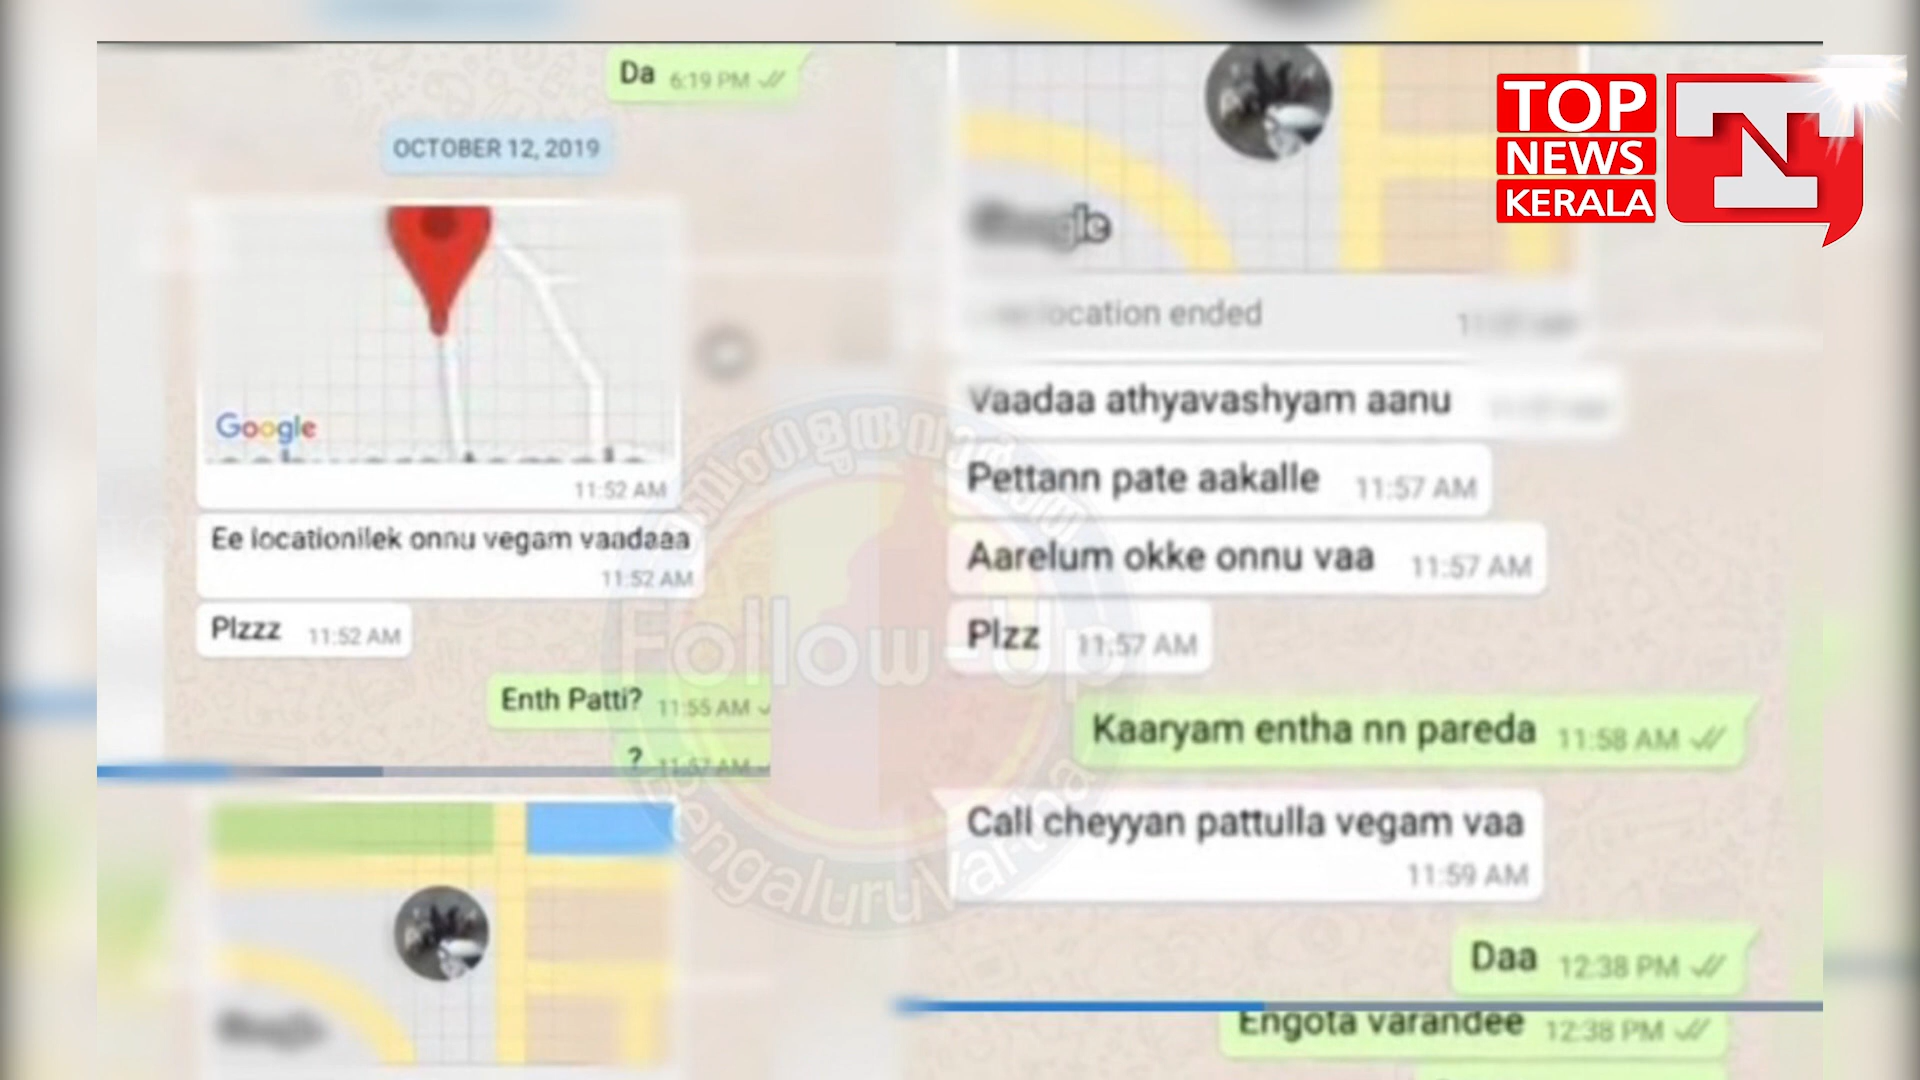 Da 6:19 PM
OCTOBER 12, 2019
Google
11:52 AM
Ee locationilek onnu vegam vaadaaa
11:52 AM
Plzzz 11:52 AM
Enth Patti? 11:55 AM
? 11:57 AM
TOP
NEWS
KERALA
location ended
Vaadaa athyavashyam aanu
Pettann pate aakalle 11:57 AM
Aarelum okke onnu vaa 11:57 AM
Plzz 11:57 AM
Kaaryam entha nn pareda 11:58 AM
Call cheyyan pattulla vegam vaa
11:59 AM
Daa 12:38 PM
Engota varandee 12:38 PM
Follow-Up
Bengaluru Vartha